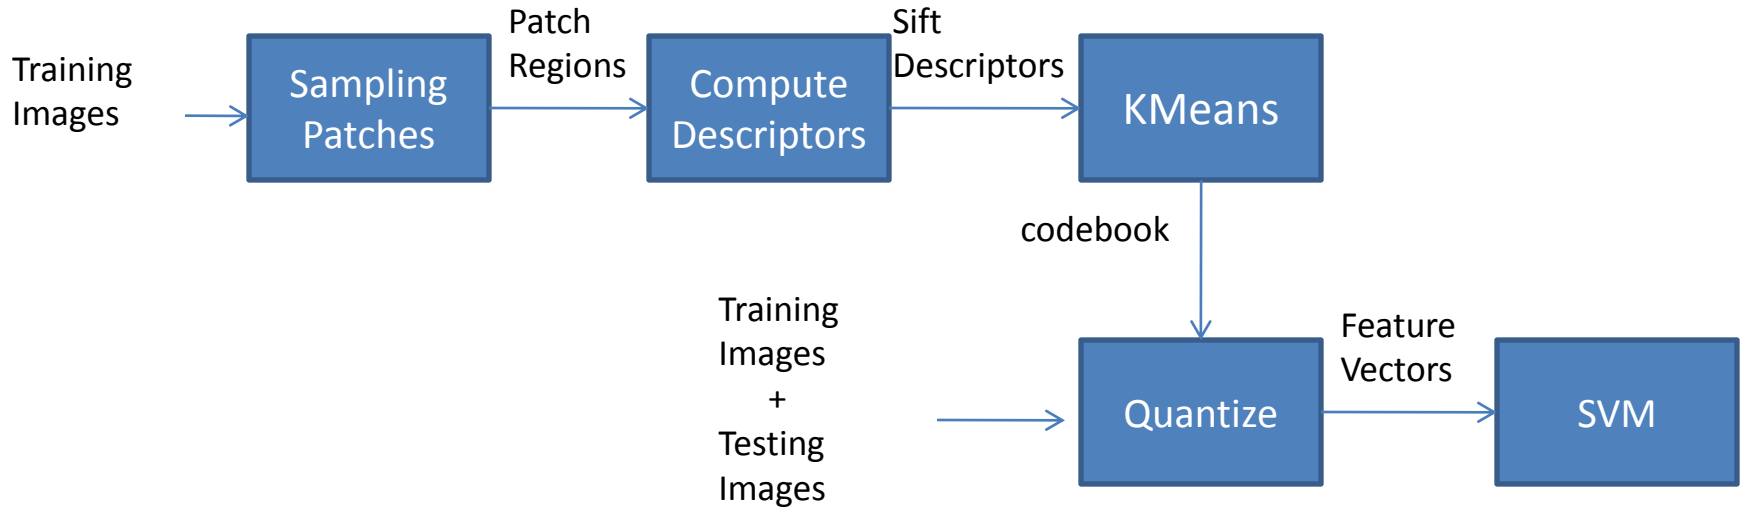 Training
Images
Sampling
Patches
Patch
Regions
Compute
Descriptors
Sift
Descriptors
KMeans
codebook
Training
Images
+
Testing
Images
Quantize
Feature
Vectors
SVM